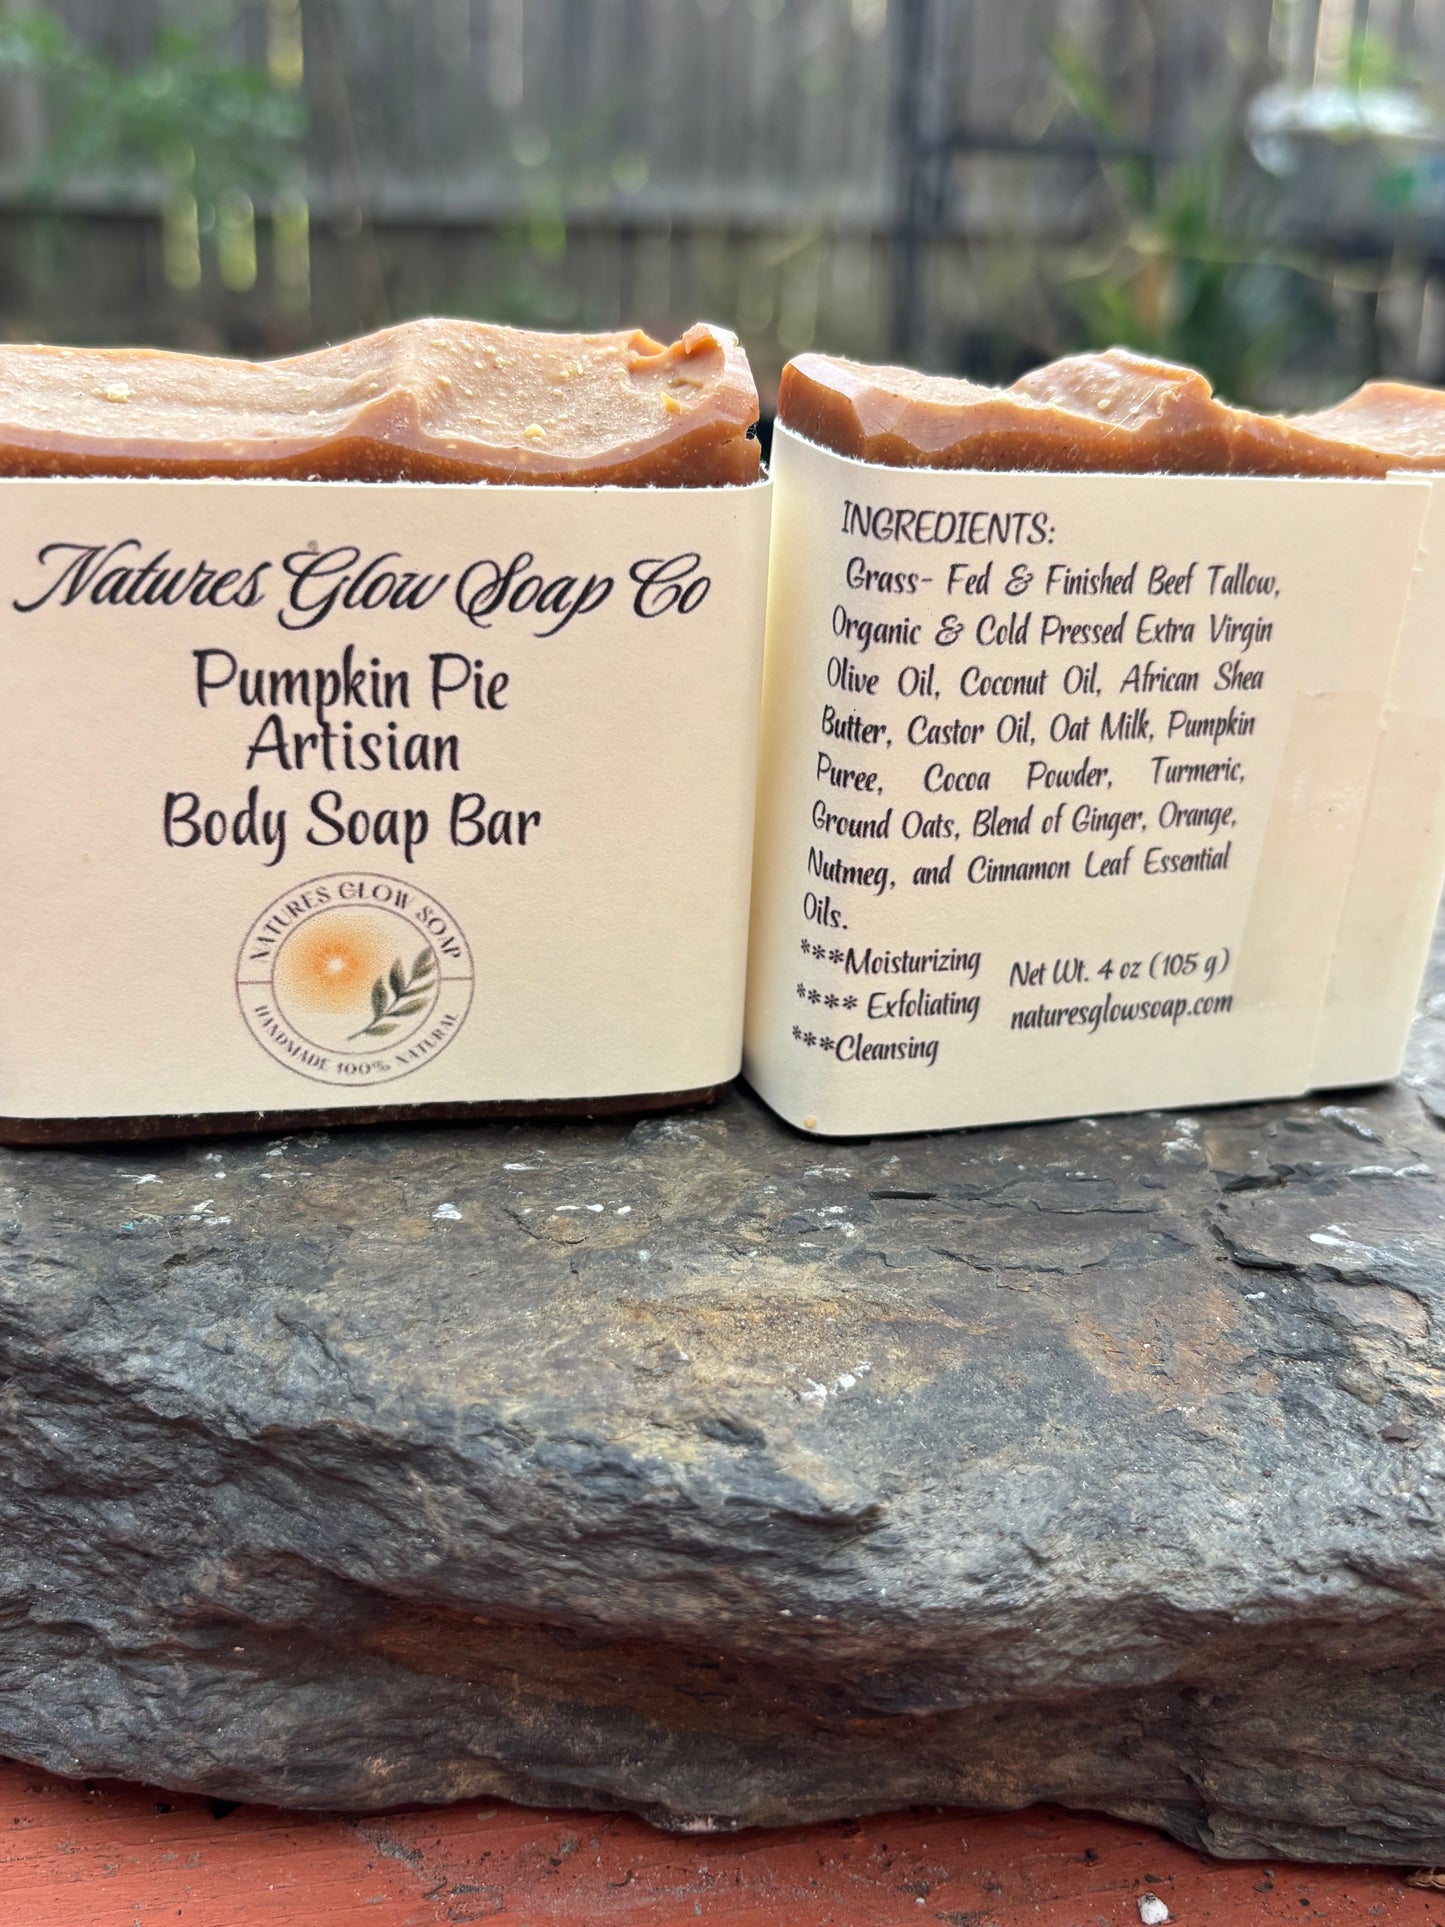 Natures Glow Soap Co
Pumpkin Pie
Artisian
Body Soap Bar
NATURES GLOW SOAP
HANDMADE 100% NATURAL
INGREDIENTS:
Grass- Fed & Finished Beef Tallow,
Organic & Cold Pressed Extra Virgin
Olive Oil, Coconut Oil, African Shea
Butter, Castor Oil, Oat Milk, Pumpkin
Puree, Cocoa Powder, Turmeric,
Ground Oats, Blend of Ginger, Orange,
Nutmeg, and Cinnamon Leaf Essential
Oils.
***Moisturizing
**** Exfoliating
***Cleansing
Net Wt. 4 oz (105 g)
naturesglowsoap.com